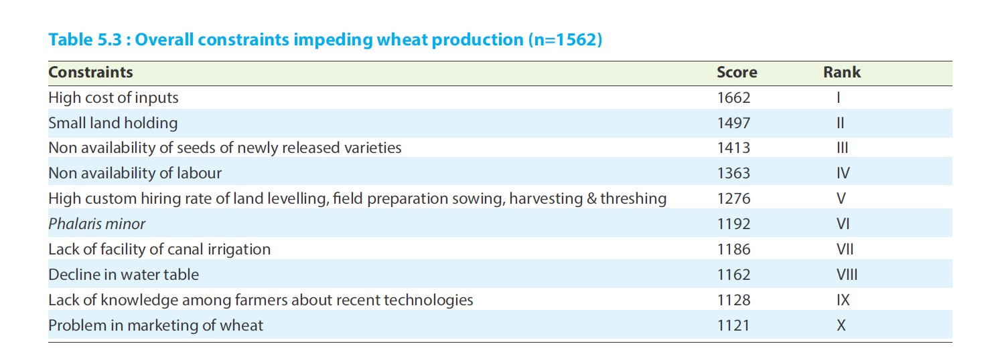 Table 5.3 : Overall constraints impeding wheat production (n=1562)
Constraints Score Rank
High cost of inputs 1662 I
Small land holding 1497 II
Non availability of seeds of newly released varieties 1413 III
Non availability of labour 1363 IV
High custom hiring rate of land levelling, field preparation sowing, harvesting & threshing 1276 V
Phalaris minor 1192 VI
Lack of facility of canal irrigation 1186 VII
Decline in water table 1162 VIII
Lack of knowledge among farmers about recent technologies 1128 IX
Problem in marketing of wheat 1121 X